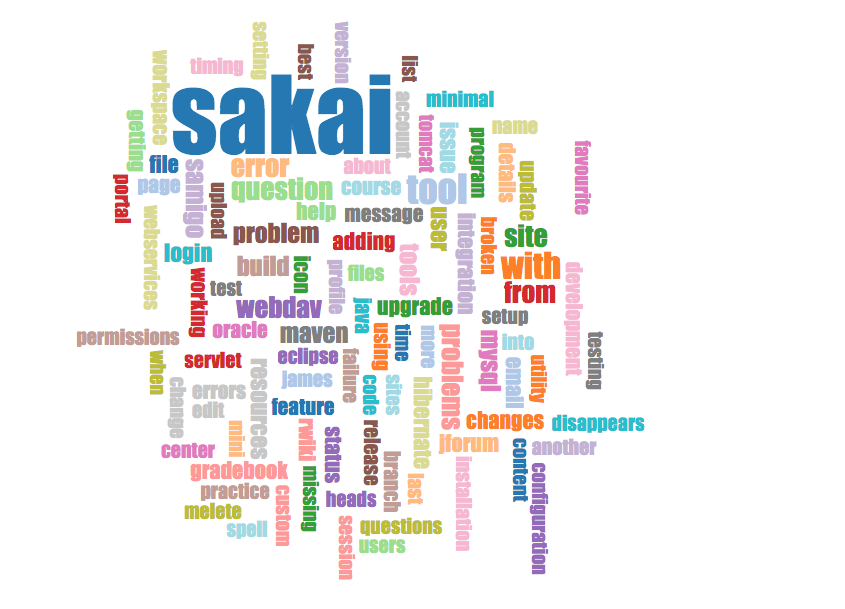 setting
version
best
workspace
timing
list
sakai
account
minimal
getting
tomcat
issue
program
name
favourite
details
update
file
samigo
error
about
portal
page
upload
question
course
tool
webservices
help
message
user
integration
broken
problem
adding
site
login
tools
with
build
icon
profile
files
development
working
test
from
webdav
java
upgrade
setup
permissions
oracle
maven
using
time
more
problems
mysql
into
testing
when
servlet
resources
eclipse
failure
email
utility
change
errors
james
code
sites
hibernate
edit
feature
changes
disappears
mini
rwiki
status
release
center
jforum
content
another
gradebook
missing
branch
last
installation
configuration
practice
custom
heads
melete
spell
session
questions
users